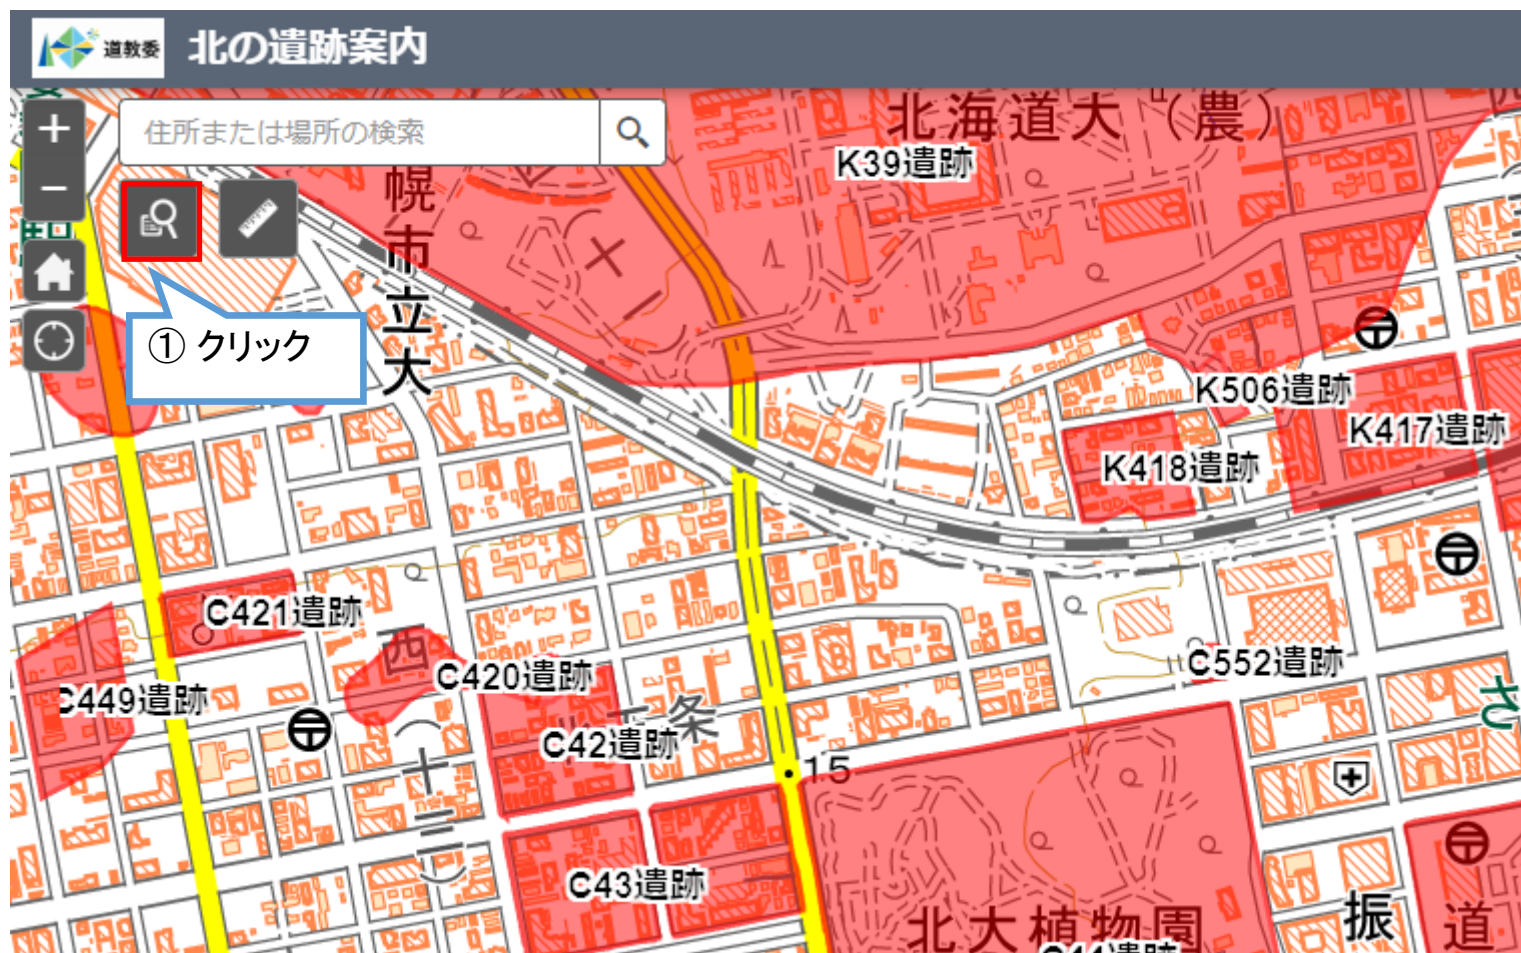 道教委 北の遺跡案内
住所または場所の検索
北海道大（農）
K39遺跡
幌市立大
① クリック
K506遺跡
K417遺跡
K418遺跡
C421遺跡
西
C420遺跡
C552遺跡
C449遺跡
条
C42遺跡
さ
15
十二
C43遺跡
北大植物園
振
道